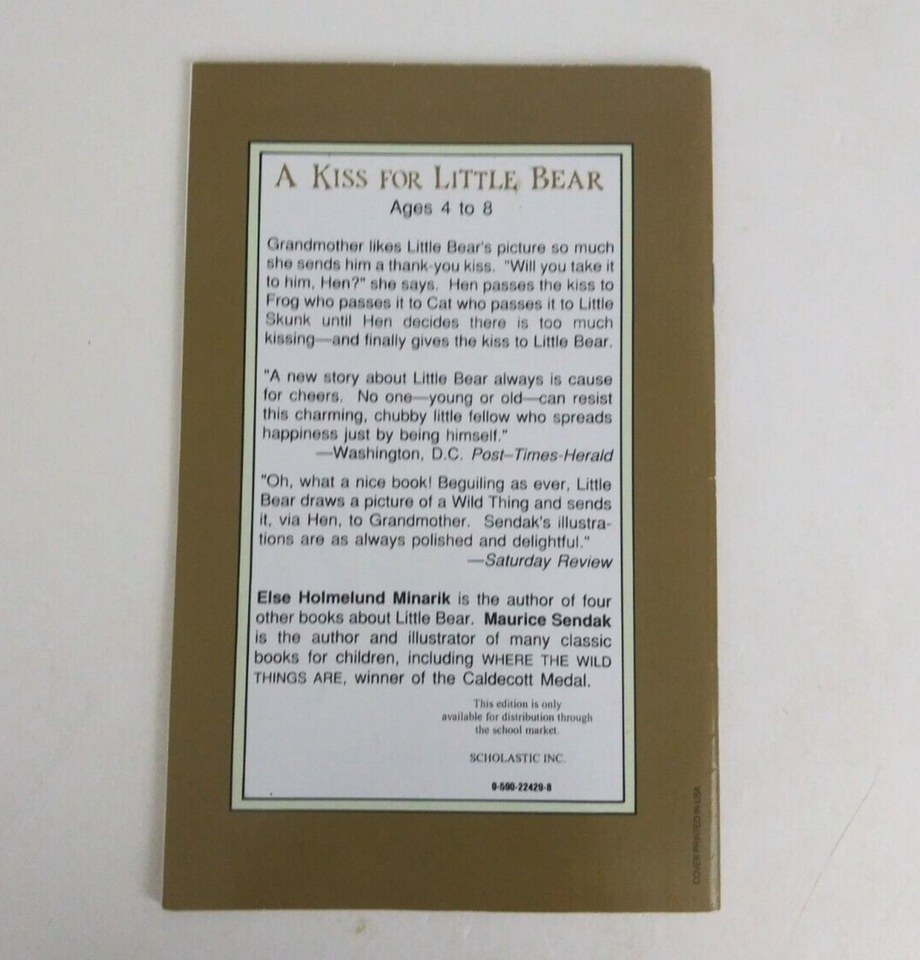 A KISS FOR LITTLE BEAR
Ages 4 to 8
Grandmother likes Little Bear's picture so much
she sends him a thank-you kiss. "Will you take it
to him, Hen?" she says. Hen passes the kiss to
Frog who passes it to Cat who passes it to Little
Skunk until Hen decides there is too much
kissing—and finally gives the kiss to Little Bear.
"A new story about Little Bear always is cause
for cheers. No one—young or old—can resist
this charming, chubby little fellow who spreads
happiness just by being himself."
—Washington, D.C. Post–Times-Herald
"Oh, what a nice book! Beguiling as ever, Little
Bear draws a picture of a Wild Thing and sends
it, via Hen, to Grandmother. Sendak's illustra-
tions are as always polished and delightful."
—Saturday Review
Else Holmelund Minarik is the author of four
other books about Little Bear. Maurice Sendak
is the author and illustrator of many classic
books for children, including WHERE THE WILD
THINGS ARE, winner of the Caldecott Medal.
This edition is only
available for distribution through
the school market.
SCHOLASTIC INC.
0-590-22429-8
COVER PRINTED IN USA